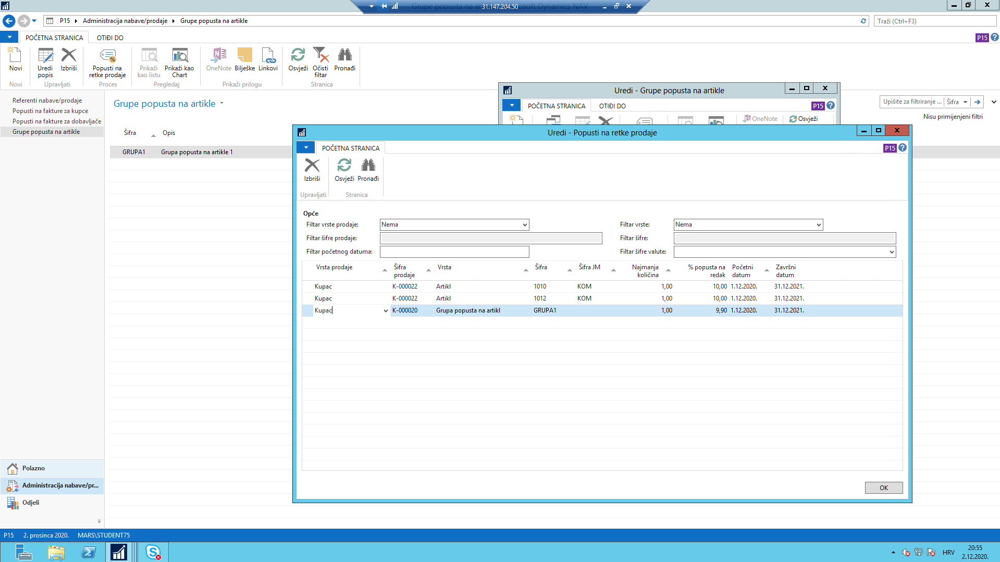 Grupe popusta na ar 31.147.204.50 osoft Dynamics NAV
P15 Administracija nabave/prodaje Grupe popusta na artikle
Traži (Ctrl+F3)
POČETNA STRANICA OTIĐI DO
P15
Novi
Uredi popis
Izbriši
Popusti na retke prodaje
Prikaži kao listu
Prikaži kao Chart
OneNote
Bilješke
Linkovi
Osvježi
Očisti filtar
Pronađi
Novi Upravljati Proces Pregledaj Prikaži prilogu Stranica
Referenti nabave/prodaje
Popusti na fakture za kupce
Popusti na fakture za dobavljače
Grupe popusta na artikle
Grupe popusta na artikle
Upišite za filtriranje ... Šifra
Nisu primijenjeni filtri
Šifra Opis
GRUPA1 Grupa popusta na artikle 1
Uredi - Grupe popusta na artikle
POČETNA STRANICA OTIĐI DO
P15
OneNote Osvježi
Uredi - Popusti na retke prodaje
POČETNA STRANICA
P15
Izbriši Osvježi Pronađi
Upravljati Stranica
Opće
Filtar vrste prodaje: Nema Filtar vrste: Nema
Filtar šifre prodaje: Filtar šifre:
Filtar početnog datuma: Filtar šifre valute:
Vrsta prodaje Šifra prodaje Vrsta Šifra Šifra JM Najmanja količina % popusta na redak Početni datum Završni datum
Kupac K-000022 Artikl 1010 KOM 1,00 10,00 1.12.2020. 31.12.2021.
Kupac K-000022 Artikl 1012 KOM 1,00 10,00 1.12.2020. 31.12.2021.
Kupac K-000020 Grupa popusta na artikl GRUPA1 1,00 9,90 1.12.2020. 31.12.2021.
OK
Polazno
Administracija nabave/pr...
Odjeli
P15 2. prosinca 2020. MARS\STUDENT75
HRV
20:55
2.12.2020.